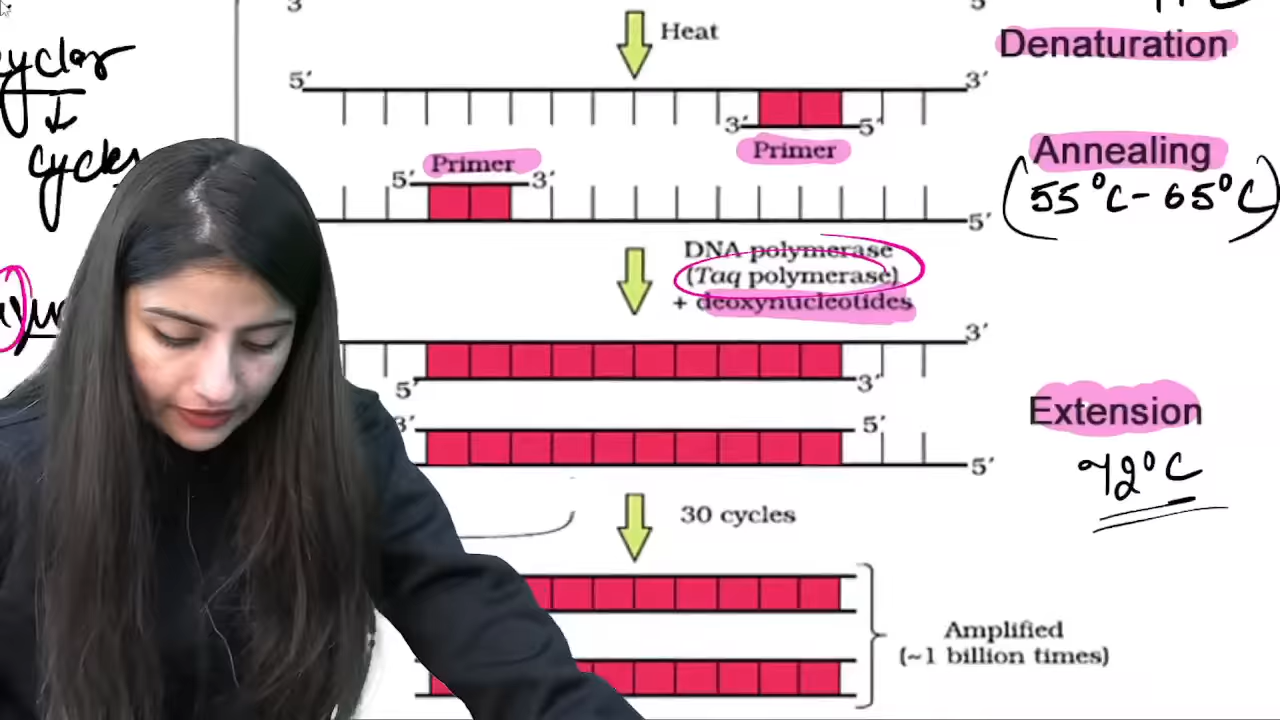 3′ 5′
Heat
Denaturation
cycles
5′ 3′
3′ 5′
Primer Primer
Annealing
5′ 3′
(55°C - 65°C)
5′
DNA polymerase
(Taq polymerase)
+ deoxynucleotides
3′
5′ 3′
3′ 5′
Extension
5′
72°C
30 cycles
Amplified
(~1 billion times)